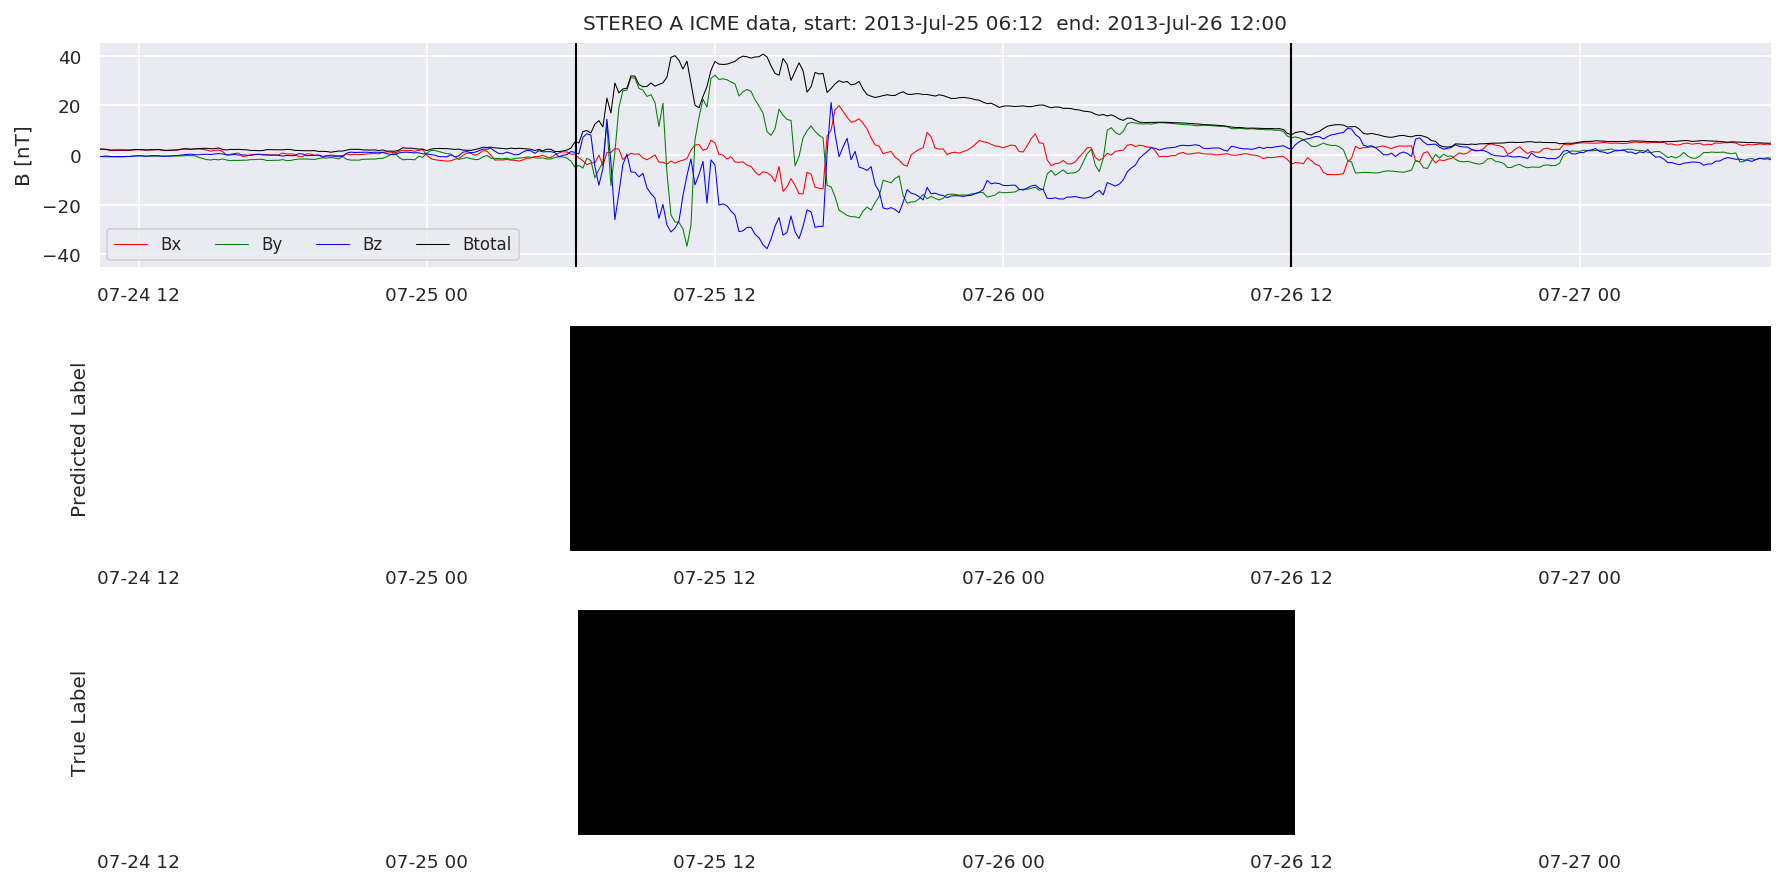 STEREO A ICME data, start: 2013-Jul-25 06:12  end: 2013-Jul-26 12:00
B [nT]
40
20
0
−20
−40
Bx By Bz Btotal
07-24 12 07-25 00 07-25 12 07-26 00 07-26 12 07-27 00
Predicted Label
07-24 12 07-25 00 07-25 12 07-26 00 07-26 12 07-27 00
True Label
07-24 12 07-25 00 07-25 12 07-26 00 07-26 12 07-27 00